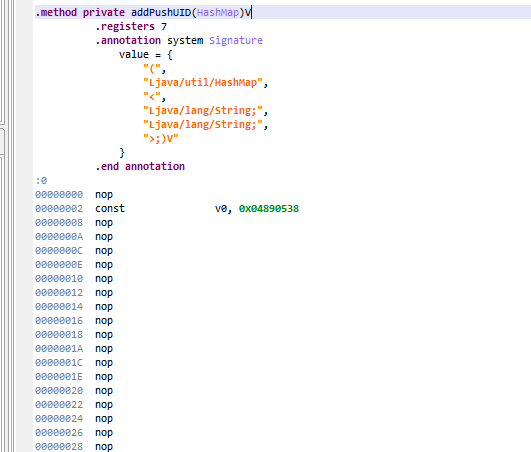 .method private addPushUID(HashMap)V
.registers 7
.annotation system Signature
value = {
"(",
"Ljava/util/HashMap",
"<",
"Ljava/lang/String;",
"Ljava/lang/String;",
">;)V"
}
.end annotation
:0
00000000 nop
00000002 const v0, 0x04890538
00000008 nop
0000000A nop
0000000C nop
0000000E nop
00000010 nop
00000012 nop
00000014 nop
00000016 nop
00000018 nop
0000001A nop
0000001C nop
0000001E nop
00000020 nop
00000022 nop
00000024 nop
00000026 nop
00000028 nop